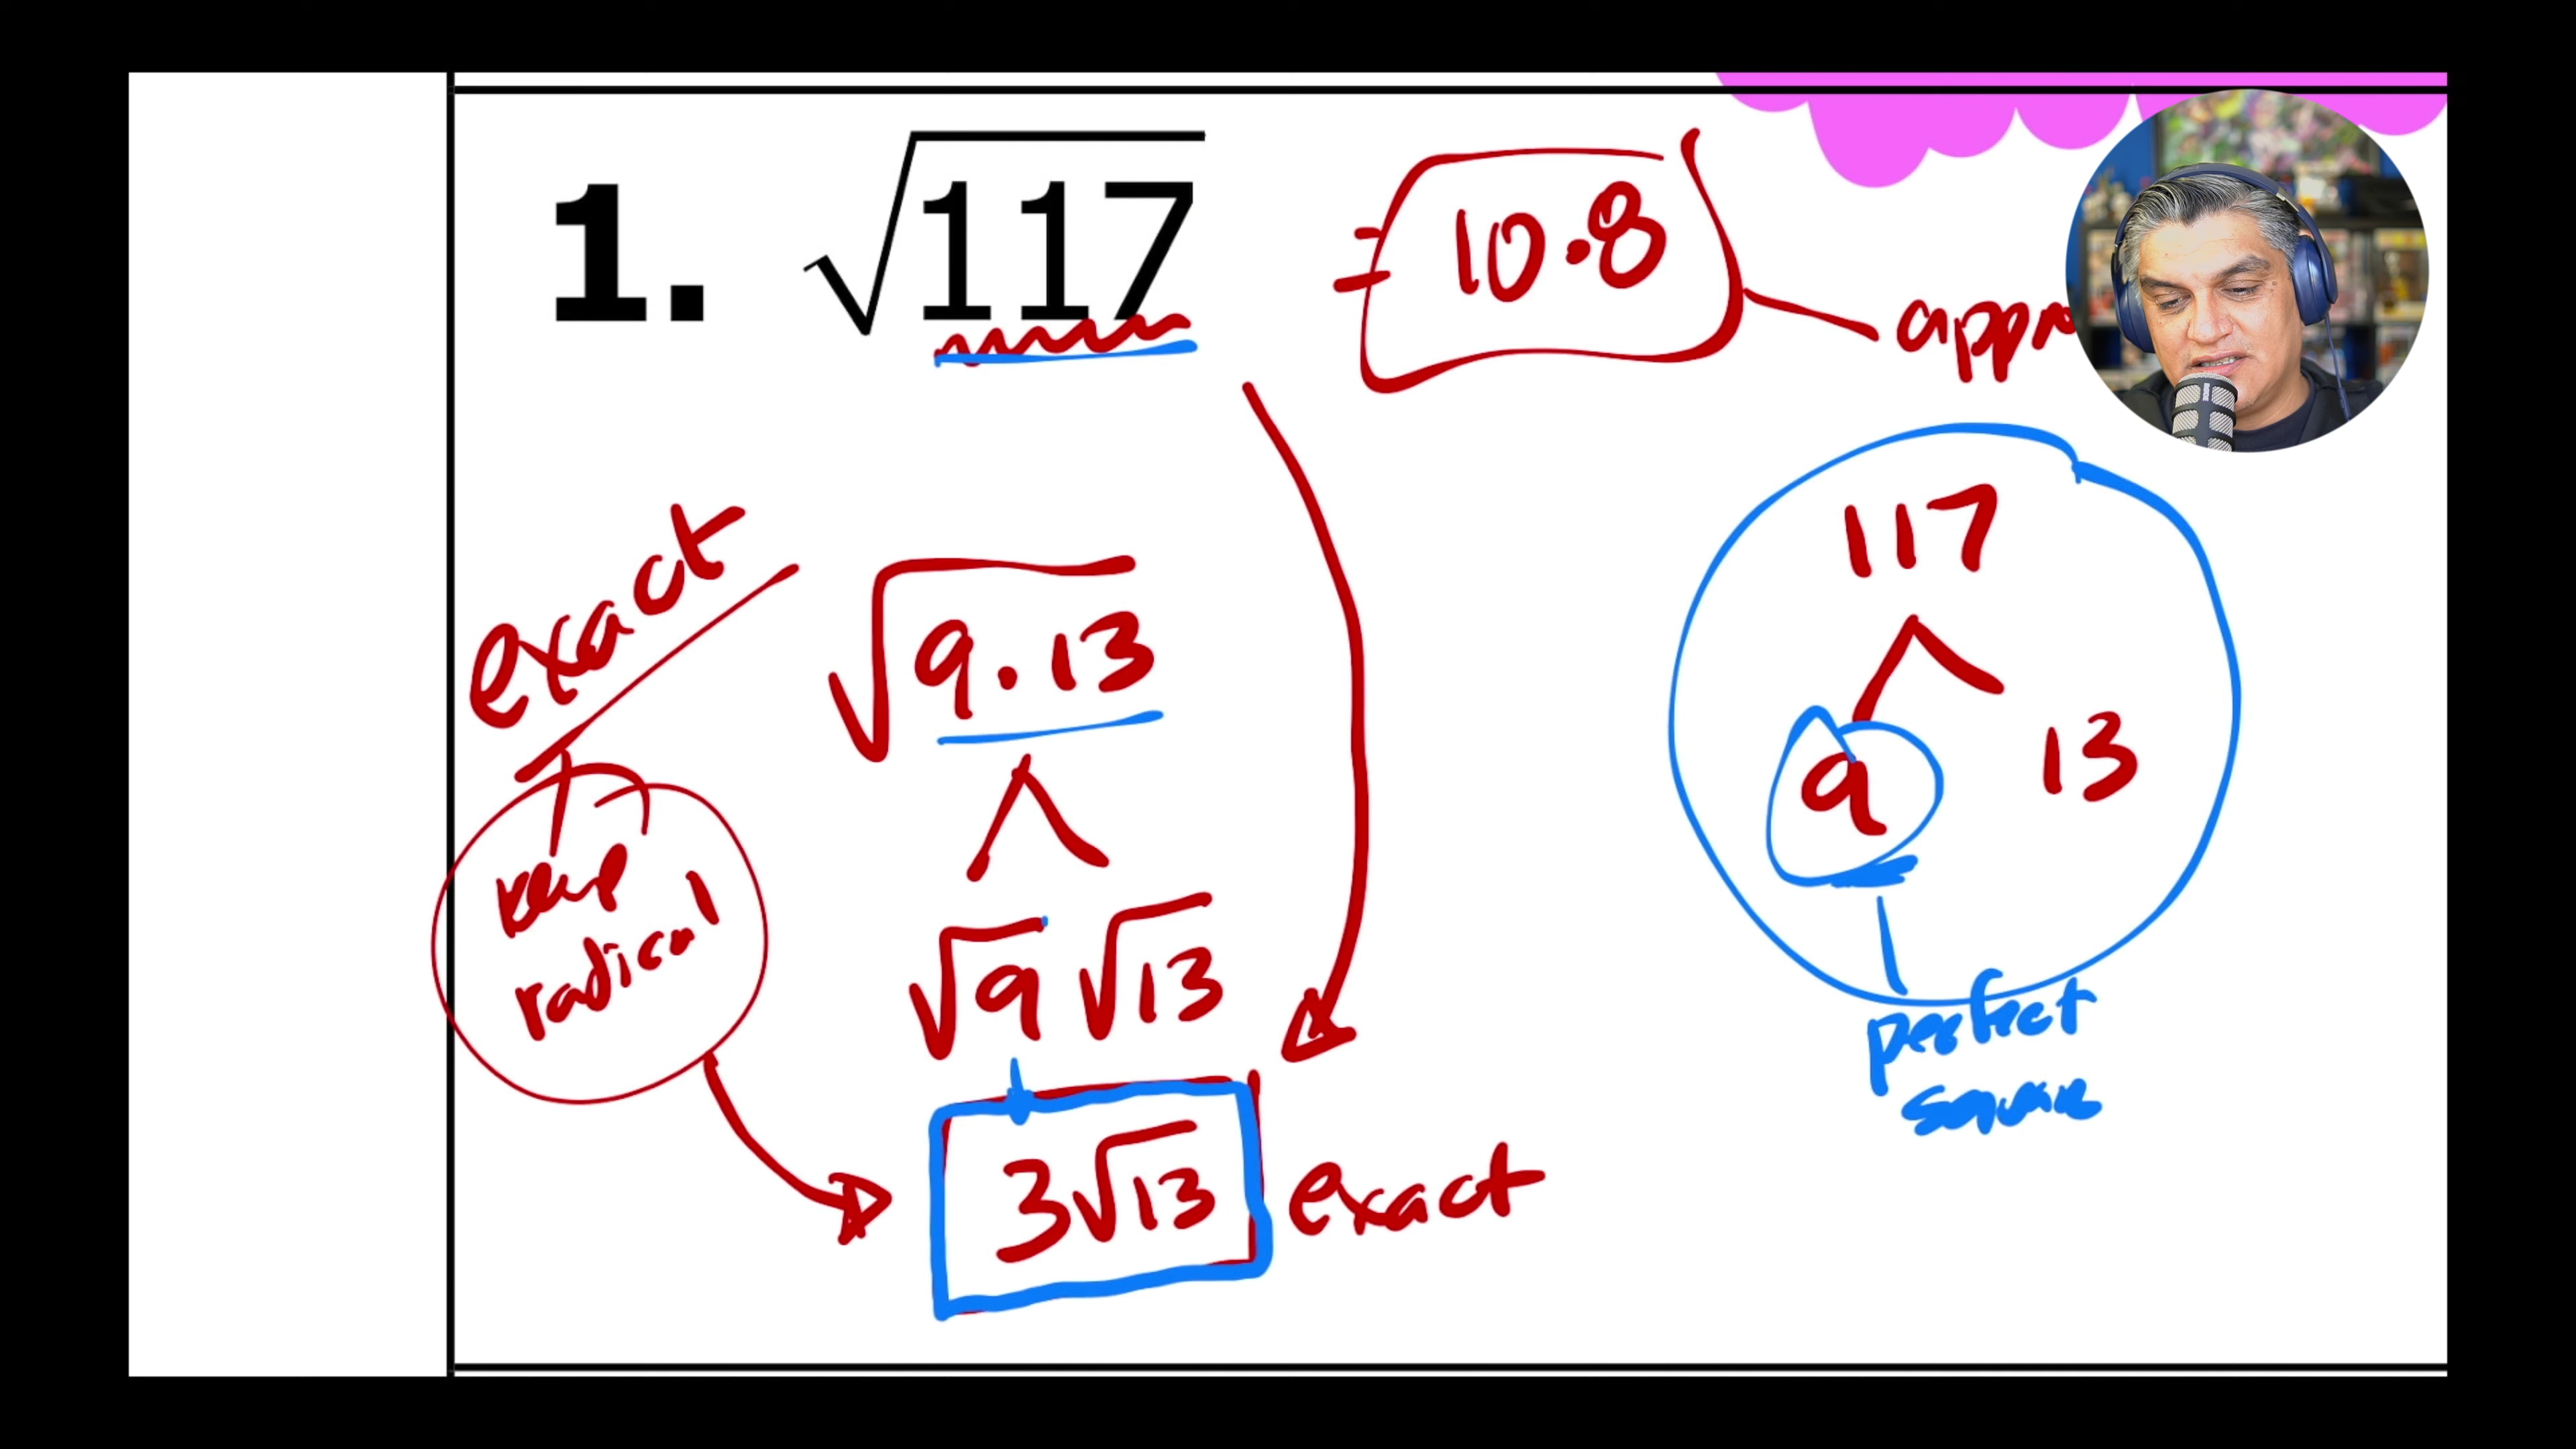 1. √117 = 10.8
appr
exact
117
√9·13
9 13
keep
radical
√9 √13
perfect
square
3√13 exact